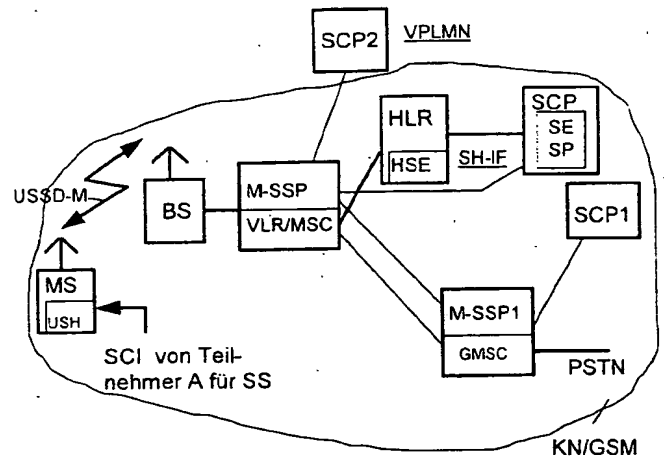 SCP2
VPLMN
HLR
HSE
SH-IF
SCP
SE
SP
USSD-M
BS
M-SSP
VLR/MSC
SCP1
MS
USH
M-SSP1
GMSC
PSTN
SCI von Teil-
nehmer A für SS
KN/GSM